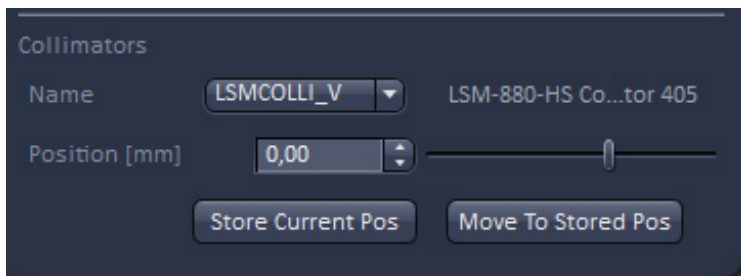 Collimators
Name LSMCOLLI_V LSM-880-HS Co...tor 405
Position [mm] 0,00
Store Current Pos Move To Stored Pos